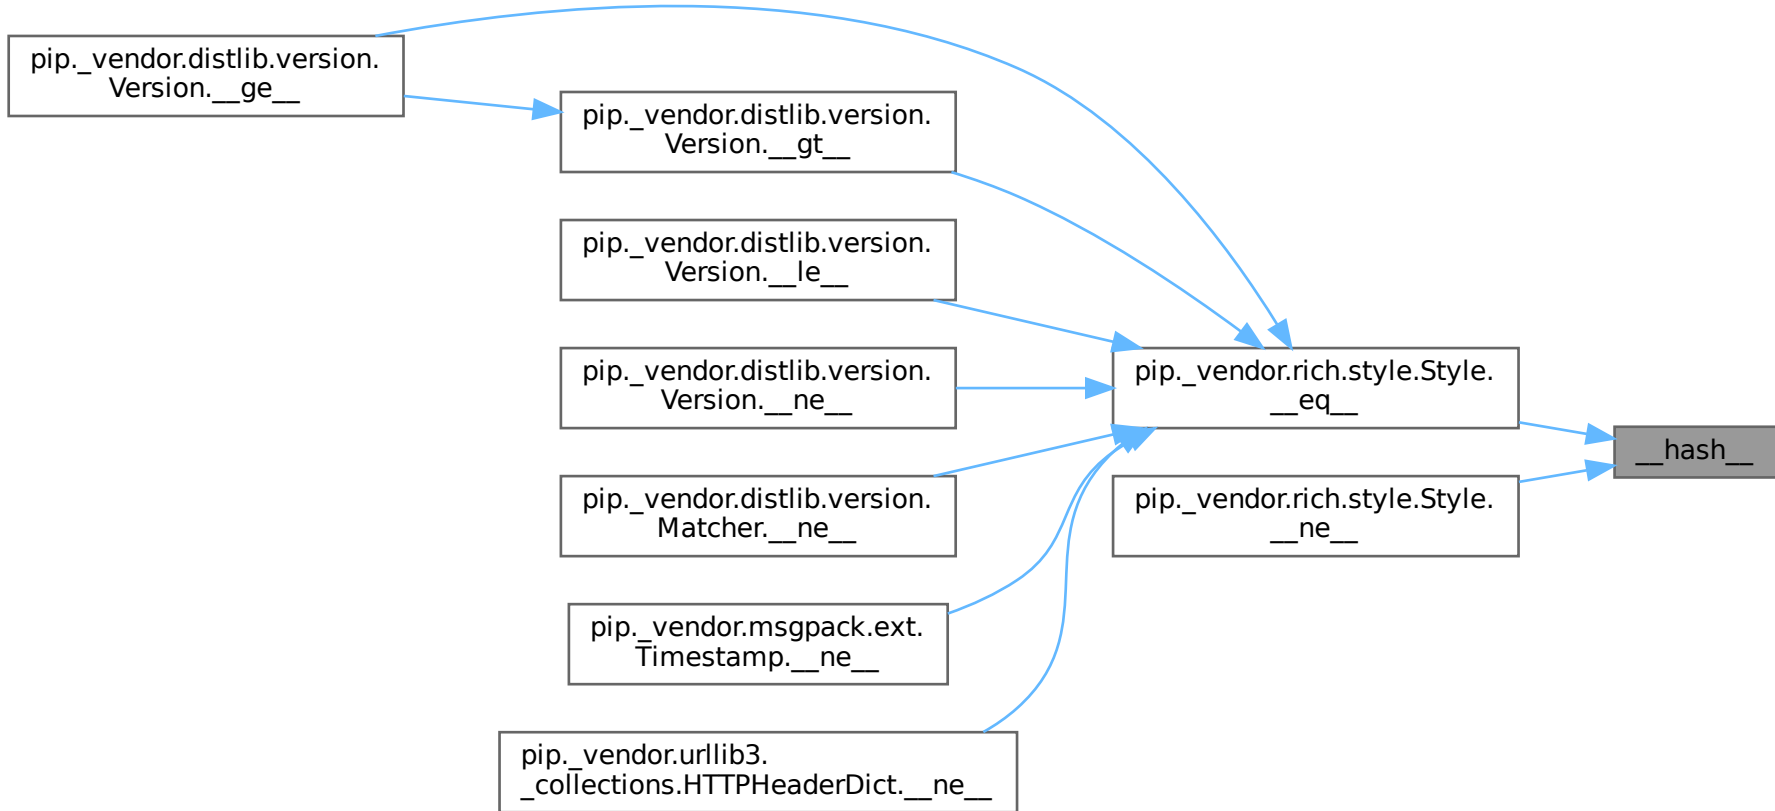 pip._vendor.distlib.version.
Version.__ge__
pip._vendor.distlib.version.
Version.__gt__
pip._vendor.distlib.version.
Version.__le__
pip._vendor.distlib.version.
Version.__ne__
pip._vendor.distlib.version.
Matcher.__ne__
pip._vendor.msgpack.ext.
Timestamp.__ne__
pip._vendor.urllib3.
_collections.HTTPHeaderDict.__ne__
pip._vendor.rich.style.Style.
__eq__
pip._vendor.rich.style.Style.
__ne__
__hash__